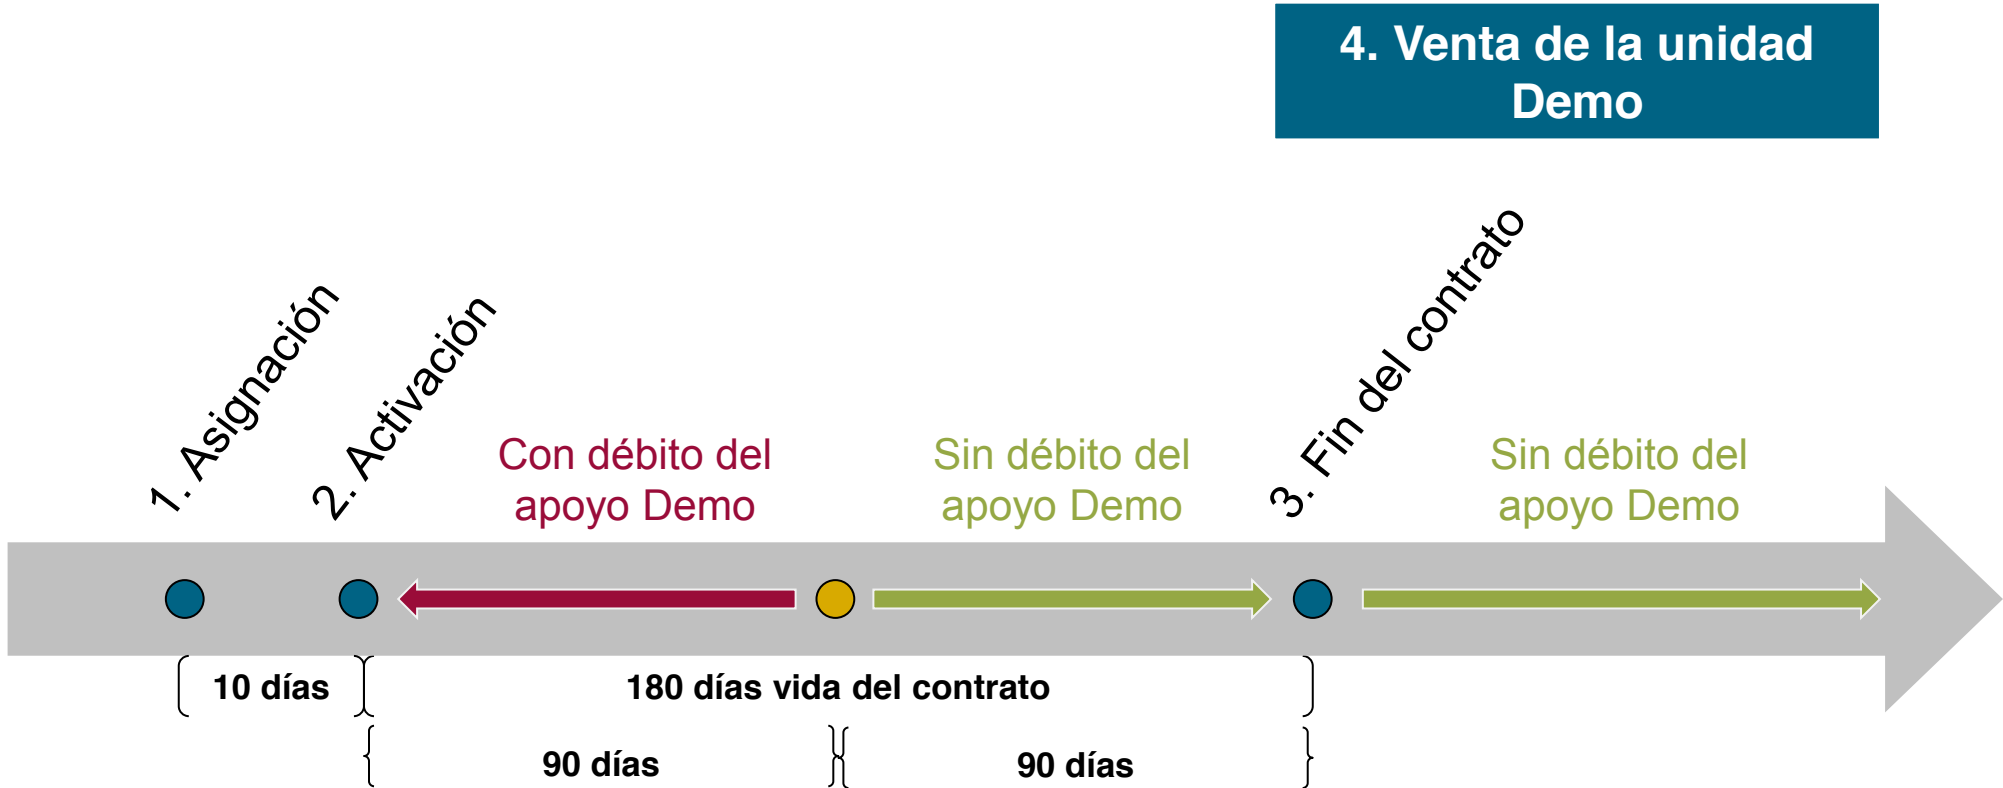 4. Venta de la unidad
Demo
1. Asignación
2. Activación
Con débito del
apoyo Demo
Sin débito del
apoyo Demo
3. Fin del contrato
Sin débito del
apoyo Demo
10 días
180 días vida del contrato
90 días
90 días